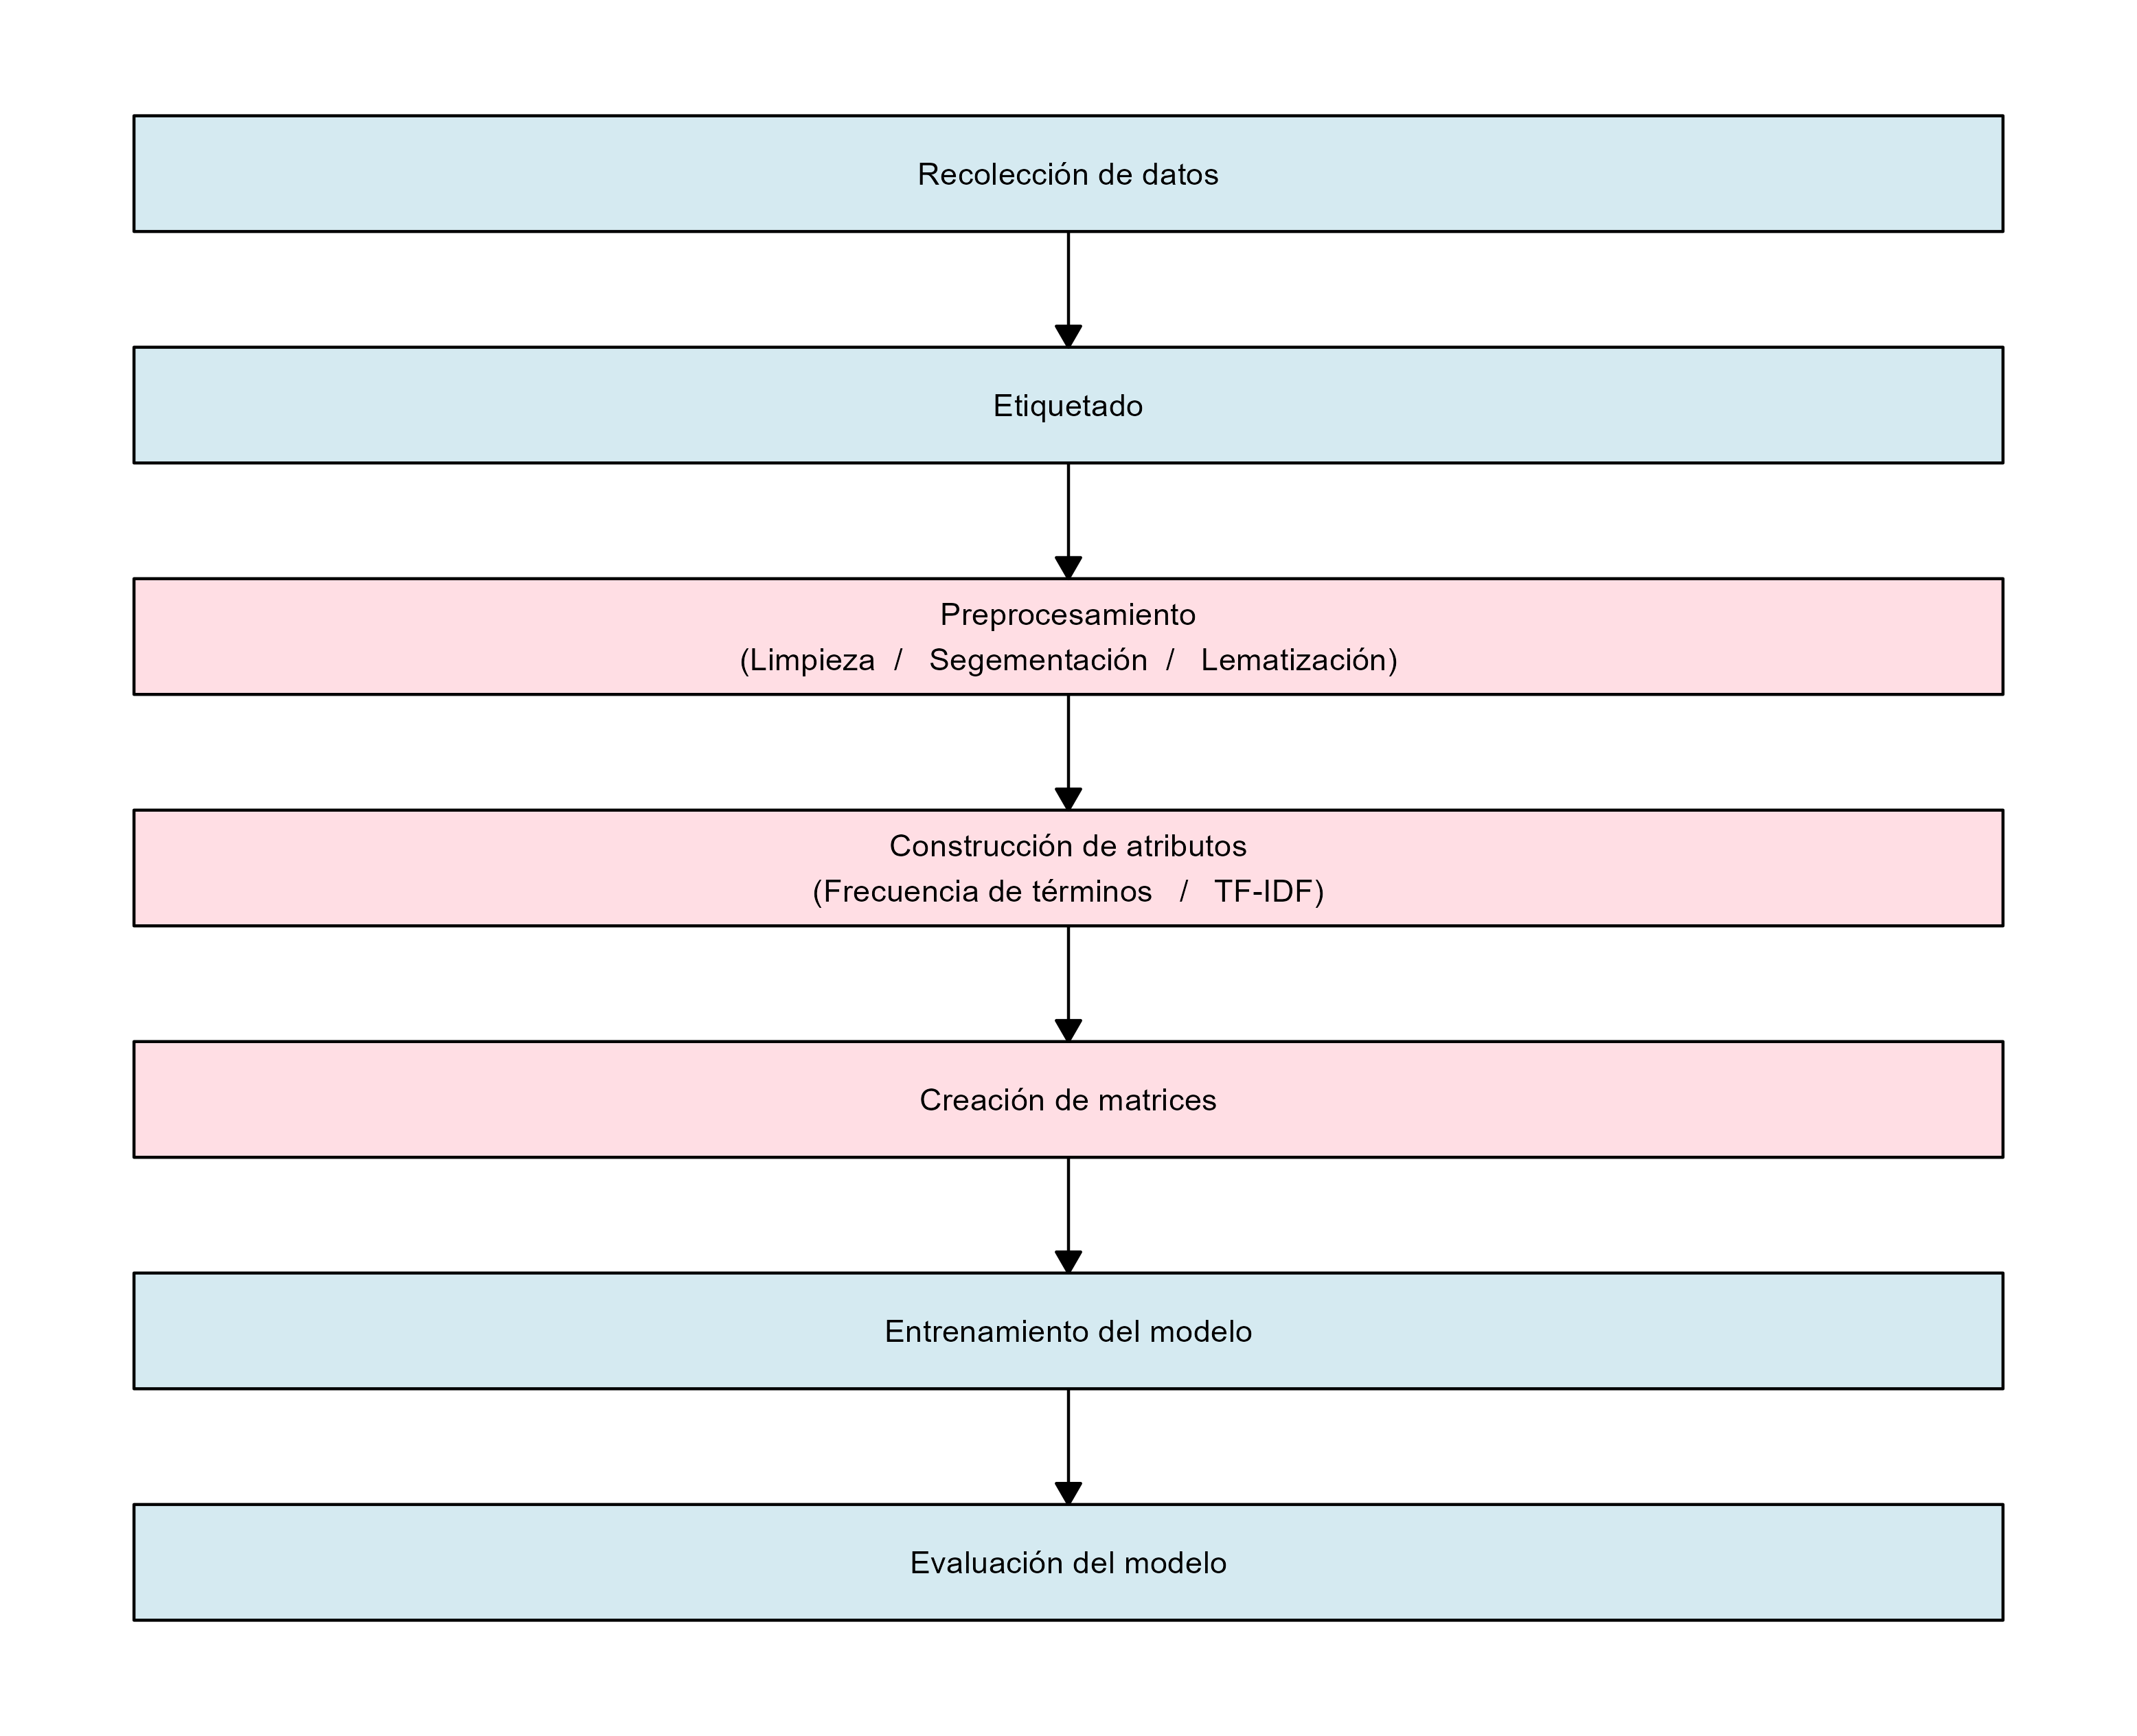 Recolección de datos
Etiquetado
Preprocesamiento
(Limpieza / Segementación / Lematización)
Construcción de atributos
(Frecuencia de términos / TF-IDF)
Creación de matrices
Entrenamiento del modelo
Evaluación del modelo